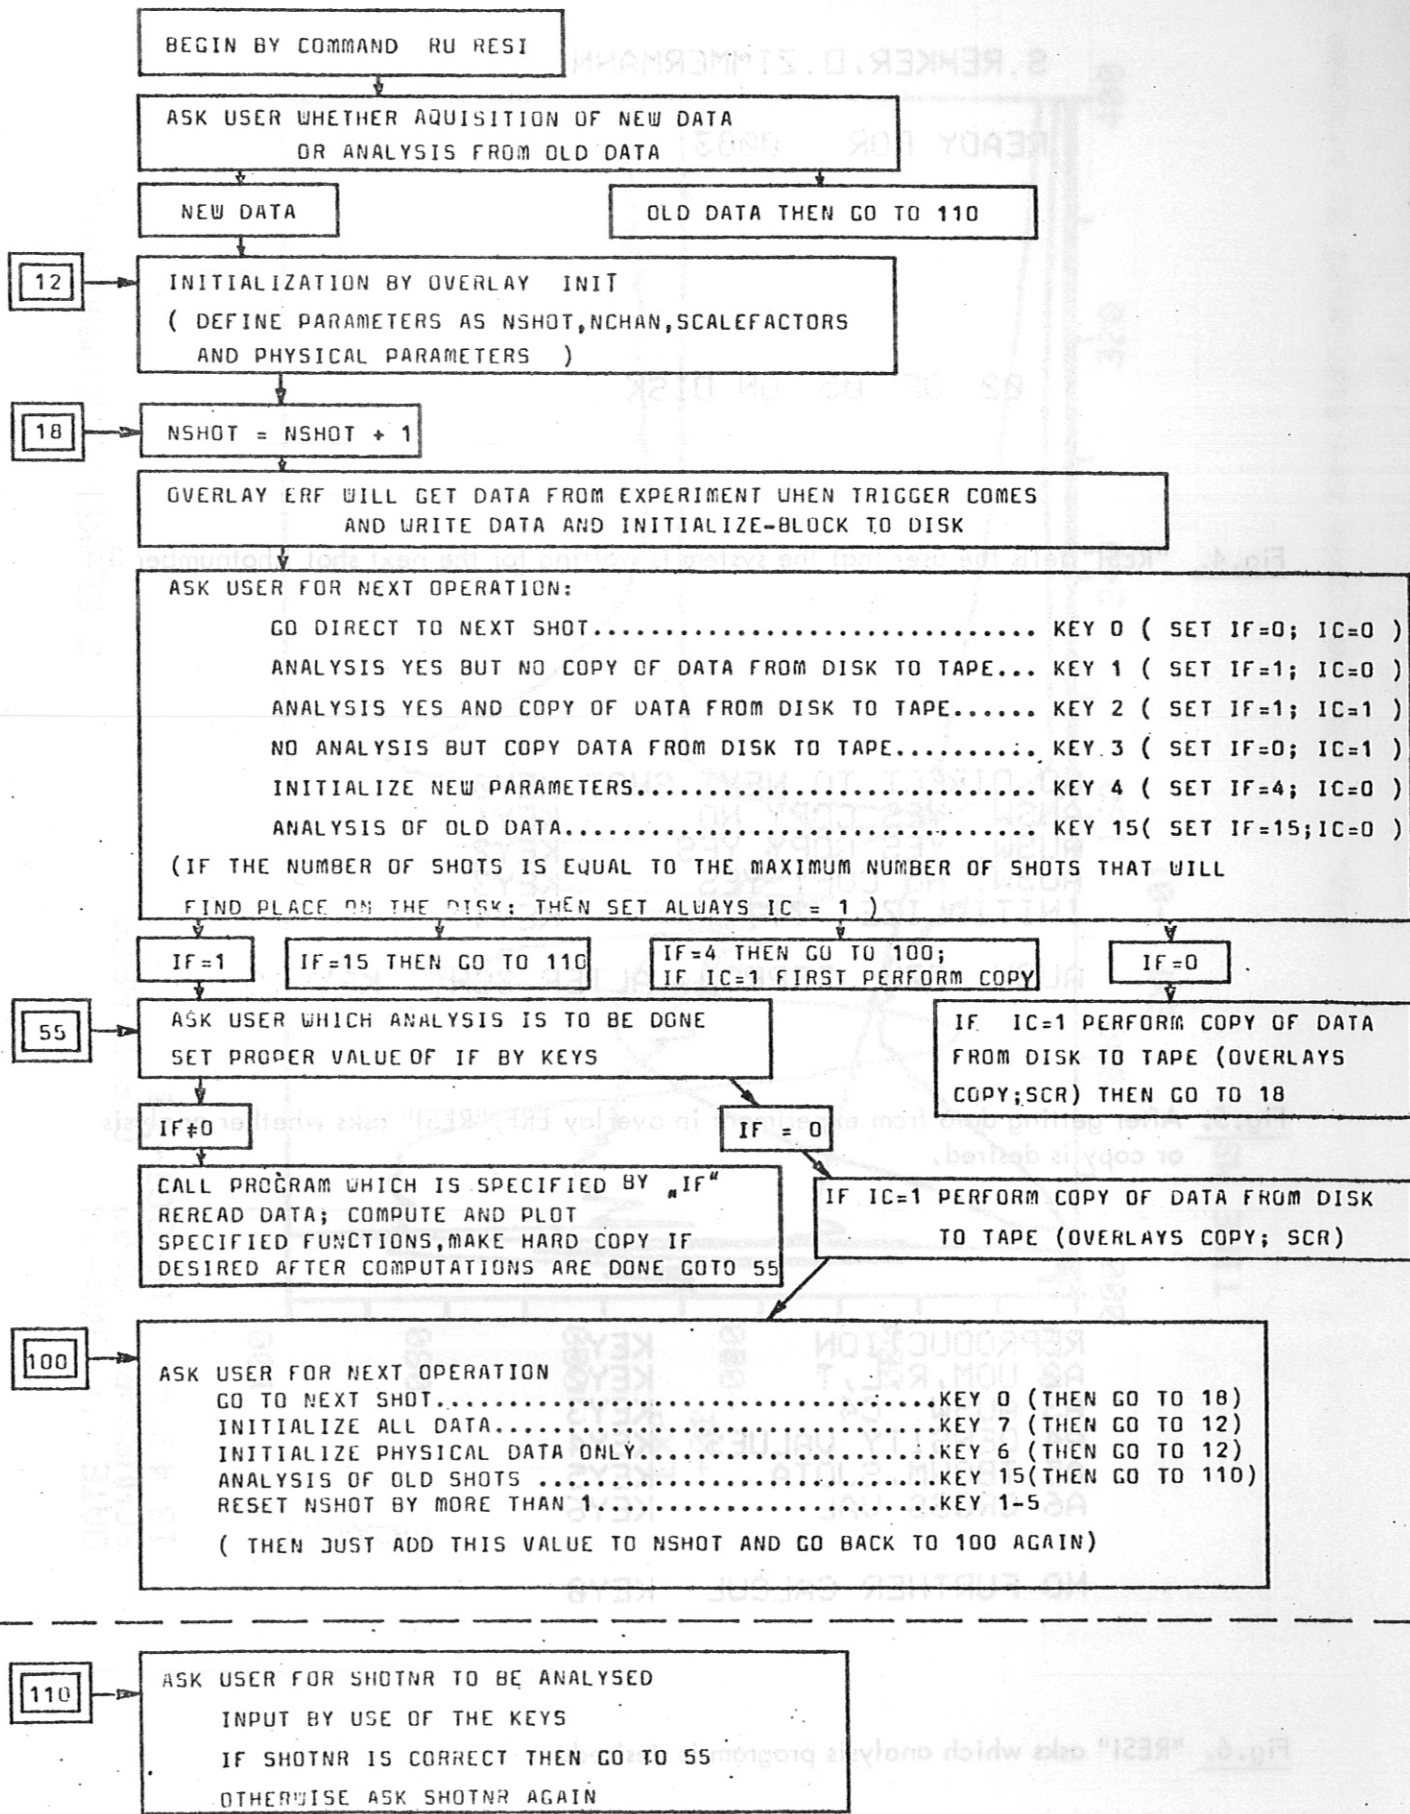 BEGIN BY COMMAND RU RESI
ASK USER WHETHER AQUISITION OF NEW DATA
OR ANALYSIS FROM OLD DATA
NEW DATA
OLD DATA THEN GO TO 110
12
INITIALIZATION BY OVERLAY INIT
( DEFINE PARAMETERS AS NSHOT,NCHAN,SCALEFACTORS
AND PHYSICAL PARAMETERS )
18
NSHOT = NSHOT + 1
OVERLAY ERF WILL GET DATA FROM EXPERIMENT WHEN TRIGGER COMES
AND WRITE DATA AND INITIALIZE-BLOCK TO DISK
ASK USER FOR NEXT OPERATION:
GO DIRECT TO NEXT SHOT............................... KEY 0 ( SET IF=0; IC=0 )
ANALYSIS YES BUT NO COPY OF DATA FROM DISK TO TAPE... KEY 1 ( SET IF=1; IC=0 )
ANALYSIS YES AND COPY OF DATA FROM DISK TO TAPE...... KEY 2 ( SET IF=1; IC=1 )
NO ANALYSIS BUT COPY DATA FROM DISK TO TAPE.......... KEY 3 ( SET IF=0; IC=1 )
INITIALIZE NEW PARAMETERS............................ KEY 4 ( SET IF=4; IC=0 )
ANALYSIS OF OLD DATA................................. KEY 15( SET IF=15;IC=0 )
(IF THE NUMBER OF SHOTS IS EQUAL TO THE MAXIMUM NUMBER OF SHOTS THAT WILL
FIND PLACE ON THE DISK; THEN SET ALWAYS IC = 1 )
IF=1
IF=15 THEN GO TO 110
IF=4 THEN GO TO 100;
IF IC=1 FIRST PERFORM COPY
IF=0
55
ASK USER WHICH ANALYSIS IS TO BE DONE
SET PROPER VALUE OF IF BY KEYS
IF IC=1 PERFORM COPY OF DATA
FROM DISK TO TAPE (OVERLAYS
COPY;SCR) THEN GO TO 18
IF≠0
IF = 0
CALL PROGRAM WHICH IS SPECIFIED BY „IF“
REREAD DATA; COMPUTE AND PLOT
SPECIFIED FUNCTIONS,MAKE HARD COPY IF
DESIRED AFTER COMPUTATIONS ARE DONE GOTO 55
IF IC=1 PERFORM COPY OF DATA FROM DISK
TO TAPE (OVERLAYS COPY; SCR)
100
ASK USER FOR NEXT OPERATION
GO TO NEXT SHOT................................KEY 0 (THEN GO TO 18)
INITIALIZE ALL DATA............................KEY 7 (THEN GO TO 12)
INITIALIZE PHYSICAL DATA ONLY..................KEY 6 (THEN GO TO 12)
ANALYSIS OF OLD SHOTS .........................KEY 15(THEN GO TO 110)
RESET NSHOT BY MORE THAN 1.....................KEY 1-5
( THEN JUST ADD THIS VALUE TO NSHOT AND GO BACK TO 100 AGAIN)
110
ASK USER FOR SHOTNR TO BE ANALYSED
INPUT BY USE OF THE KEYS
IF SHOTNR IS CORRECT THEN GO TO 55
OTHERWISE ASK SHOTNR AGAIN